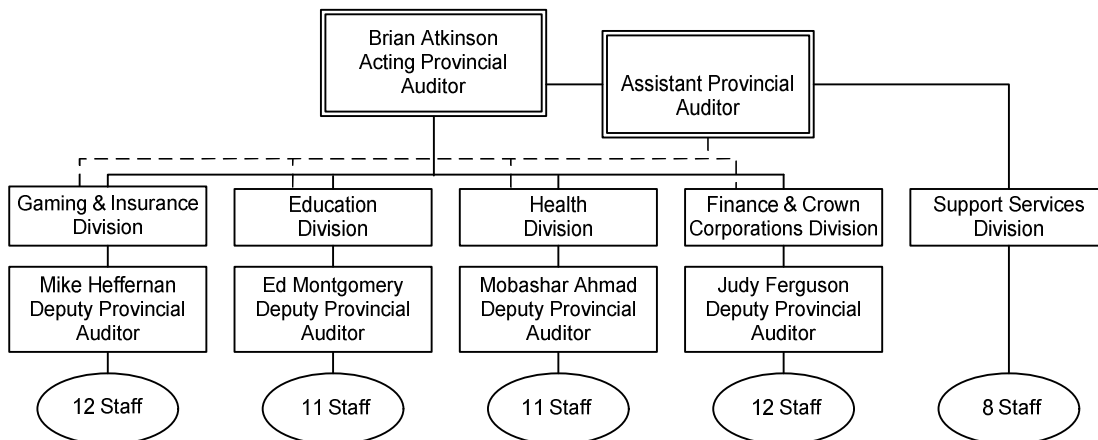 Brian Atkinson
Acting Provincial
Auditor
Assistant Provincial
Auditor
Gaming & Insurance
Division
Education
Division
Health
Division
Finance & Crown
Corporations Division
Support Services
Division
Mike Heffernan
Deputy Provincial
Auditor
Ed Montgomery
Deputy Provincial
Auditor
Mobashar Ahmad
Deputy Provincial
Auditor
Judy Ferguson
Deputy Provincial
Auditor
12 Staff
11 Staff
11 Staff
12 Staff
8 Staff